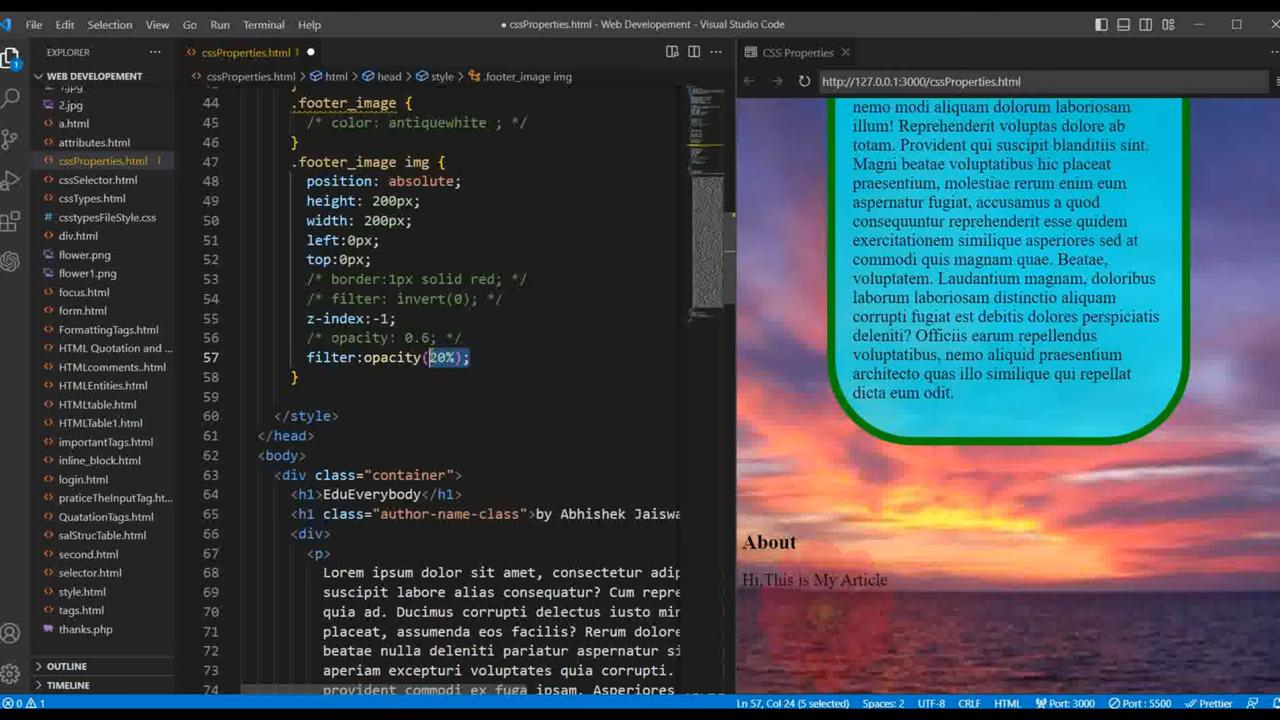 File Edit Selection View Go Run Terminal Help
● cssProperties.html - Web Developement - Visual Studio Code
EXPLORER
WEB DEVELOPEMENT
1.jpg
2.jpg
a.html
attributes.html
cssProperties.html 1
cssSelector.html
cssTypes.html
csstypesFileStyle.css
div.html
flower.png
flower1.png
focus.html
form.html
FormattingTags.html
HTML Quotation and ...
HTMLcomments..html
HTMLEntities.html
HTMLtable.html
HTMLTable1.html
importantTags.html
inline_block.html
login.html
praticeTheInputTag.ht...
QuatationTags.html
salStrucTable.html
second.html
selector.html
style.html
tags.html
thanks.php
OUTLINE
TIMELINE
cssProperties.html 1 ●
cssProperties.html > html > head > style > .footer_image img
44 .footer_image {
45 /* color: antiquewhite ; */
46 }
47 .footer_image img {
48 position: absolute;
49 height: 200px;
50 width: 200px;
51 left:0px;
52 top:0px;
53 /* border:1px solid red; */
54 /* filter: invert(0); */
55 z-index:-1;
56 /* opacity: 0.6; */
57 filter:opacity(20%);
58 }
59
60 </style>
61 </head>
62 <body>
63 <div class="container">
64 <h1>EduEverybody</h1>
65 <h1 class="author-name-class">by Abhishek Jaiswa
66 <div>
67 <p>
68 Lorem ipsum dolor sit amet, consectetur adip
69 suscipit labore alias consequatur? Cum repre
70 quia ad. Ducimus corrupti delectus iusto min
71 placeat, assumenda eos facilis? Rerum dolore
72 beatae nulla deleniti pariatur aspernatur si
73 aperiam excepturi voluptates quia corrupti.
74 provident commodi ex fuga ipsam. Asperiores
CSS Properties
http://127.0.0.1:3000/cssProperties.html
nemo modi aliquam dolorum laboriosam
illum! Reprehenderit voluptas dolore ab
totam. Provident qui suscipit blanditiis sint.
Magni beatae voluptatibus hic placeat
praesentium, molestiae rerum enim eum
aspernatur fugiat, accusamus a quod
consequuntur reprehenderit esse quidem
exercitationem similique asperiores sed at
commodi quis magnam quae. Beatae,
voluptatem. Laudantium magnam, doloribus
laborum laboriosam distinctio aliquam
corrupti fugiat est debitis dolores perspiciatis
deleniti? Officiis earum repellendus
voluptatibus, nemo aliquid praesentium
architecto quas illo similique qui repellat
dicta eum odit.
About
Hi,This is My Article
0 1 Ln 57, Col 24 (5 selected) Spaces: 2 UTF-8 CRLF HTML Port: 3000 Port : 5500 Prettier